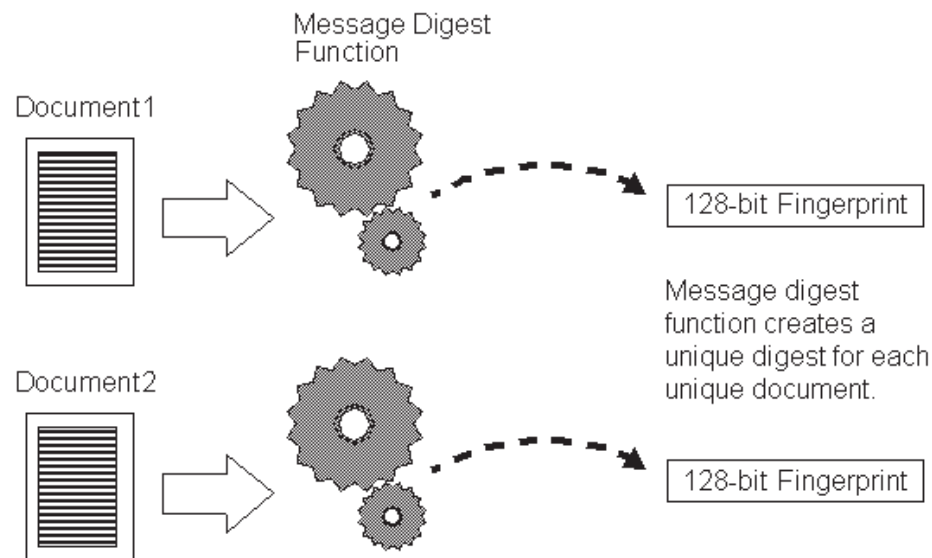 Message Digest
Function
Document1
128-bit Fingerprint
Message digest
function creates a
unique digest for each
unique document.
Document2
128-bit Fingerprint